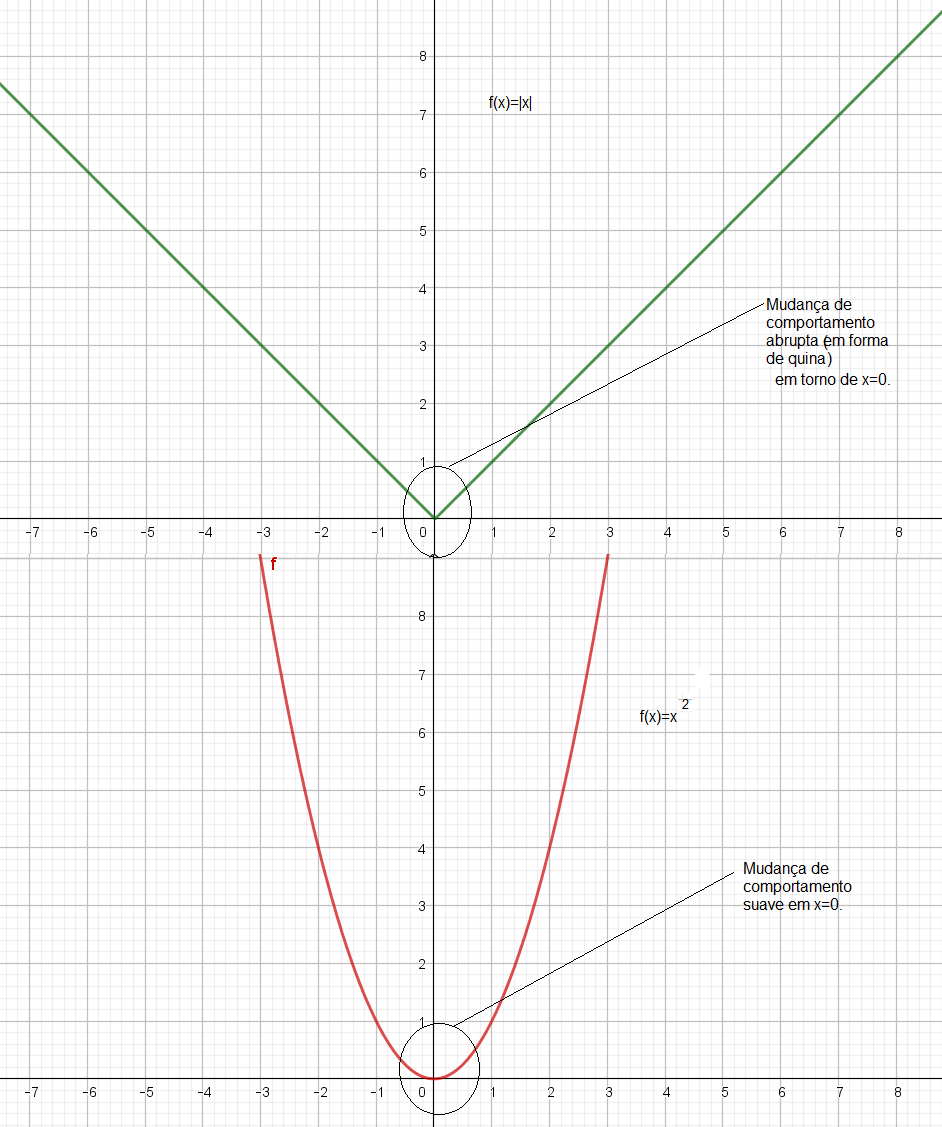 8
f(x)=|x|
7
6
5
4
Mudança de
comportamento
abrupta (em forma
de quina)
em torno de x=0.
3
2
1
-7 -6 -5 -4 -3 -2 -1 0 1 2 3 4 5 6 7 8
f
8
7
f(x)=x²
6
5
4
Mudança de
comportamento
suave em x=0.
3
2
1
-7 -6 -5 -4 -3 -2 -1 0 1 2 3 4 5 6 7 8